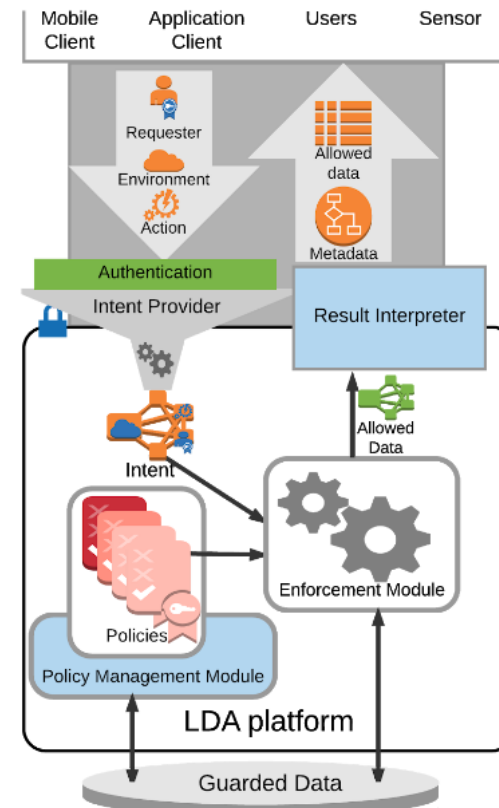 Mobile Client
Application Client
Users
Sensor
Requester
Environment
Action
Allowed data
Metadata
Authentication
Intent Provider
Result Interpreter
Intent
Allowed Data
Policies
Enforcement Module
Policy Management Module
LDA platform
Guarded Data